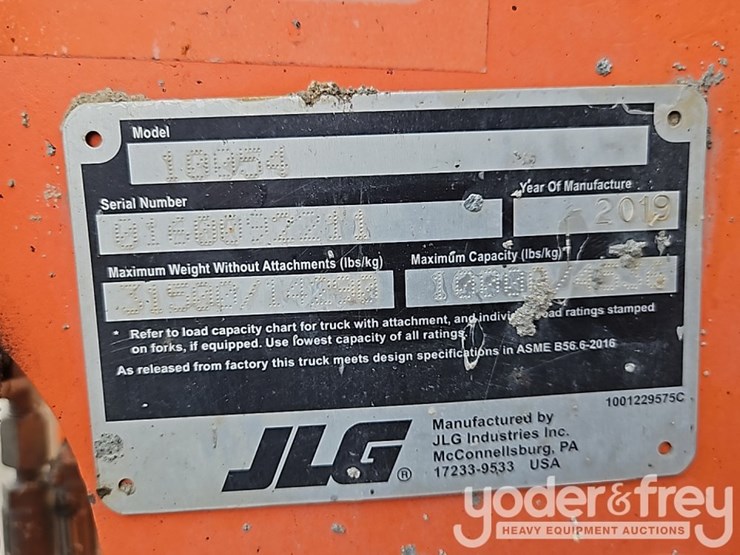 Model
10054
Serial Number
Year Of Manufacture
0160092211
2019
Maximum Weight Without Attachments (lbs/kg)
Maximum Capacity (lbs/kg)
31500/14290
* Refer to load capacity chart for truck with attachment, and load ratings stamped
on forks, if equipped. Use lowest capacity of all ratings.
As released from factory this truck meets design specifications in ASME B56.6-2016
1001229575C
JLG®
Manufactured by
JLG Industries Inc.
McConnellsburg, PA
17233-9533 USA
yoder&frey
HEAVY EQUIPMENT AUCTIONS